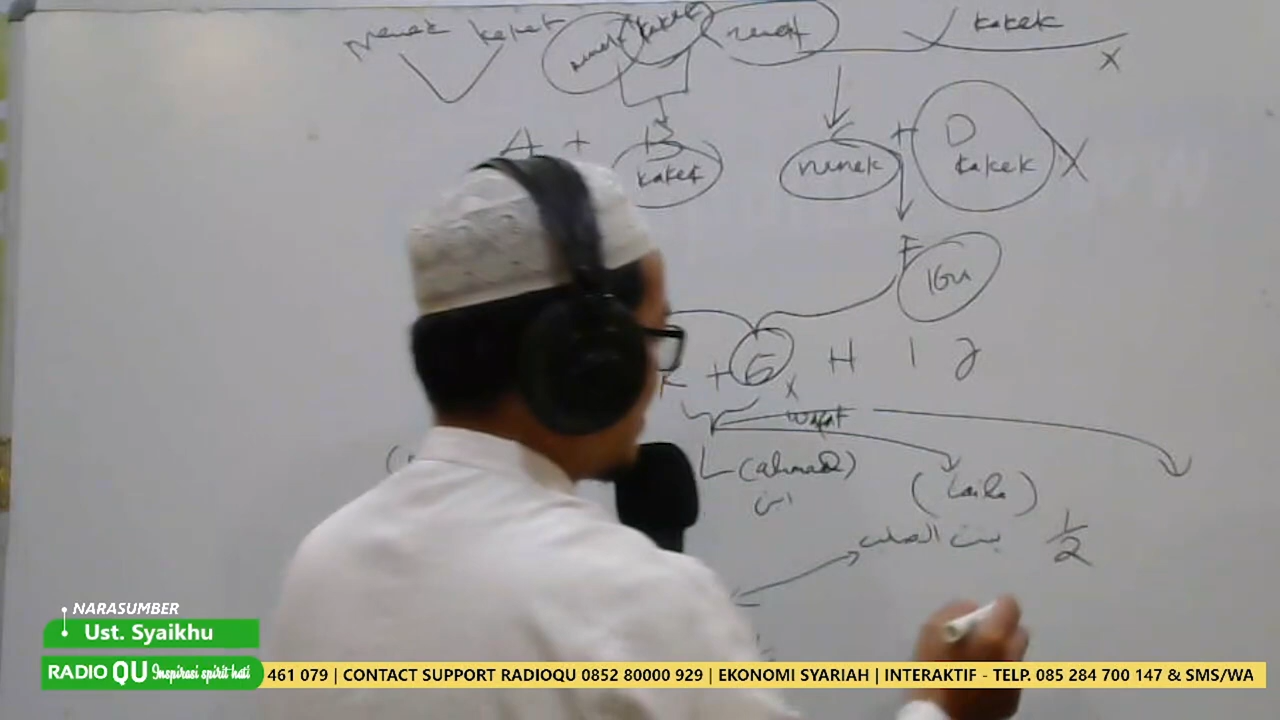 Nenek kakek nenek kakek nenek kakek
X
A + B C + D
kakek nenek kakek X
F
Ibu
K + G H I J
X
wafat
L (ahmad) (Laila)
ابن
بنت الصلب 1/2
NARASUMBER
Ust. Syaikhu
RADIO QU Inspirasi spirit hati
461 079 | CONTACT SUPPORT RADIOQU 0852 80000 929 | EKONOMI SYARIAH | INTERAKTIF - TELP. 085 284 700 147 & SMS/WA